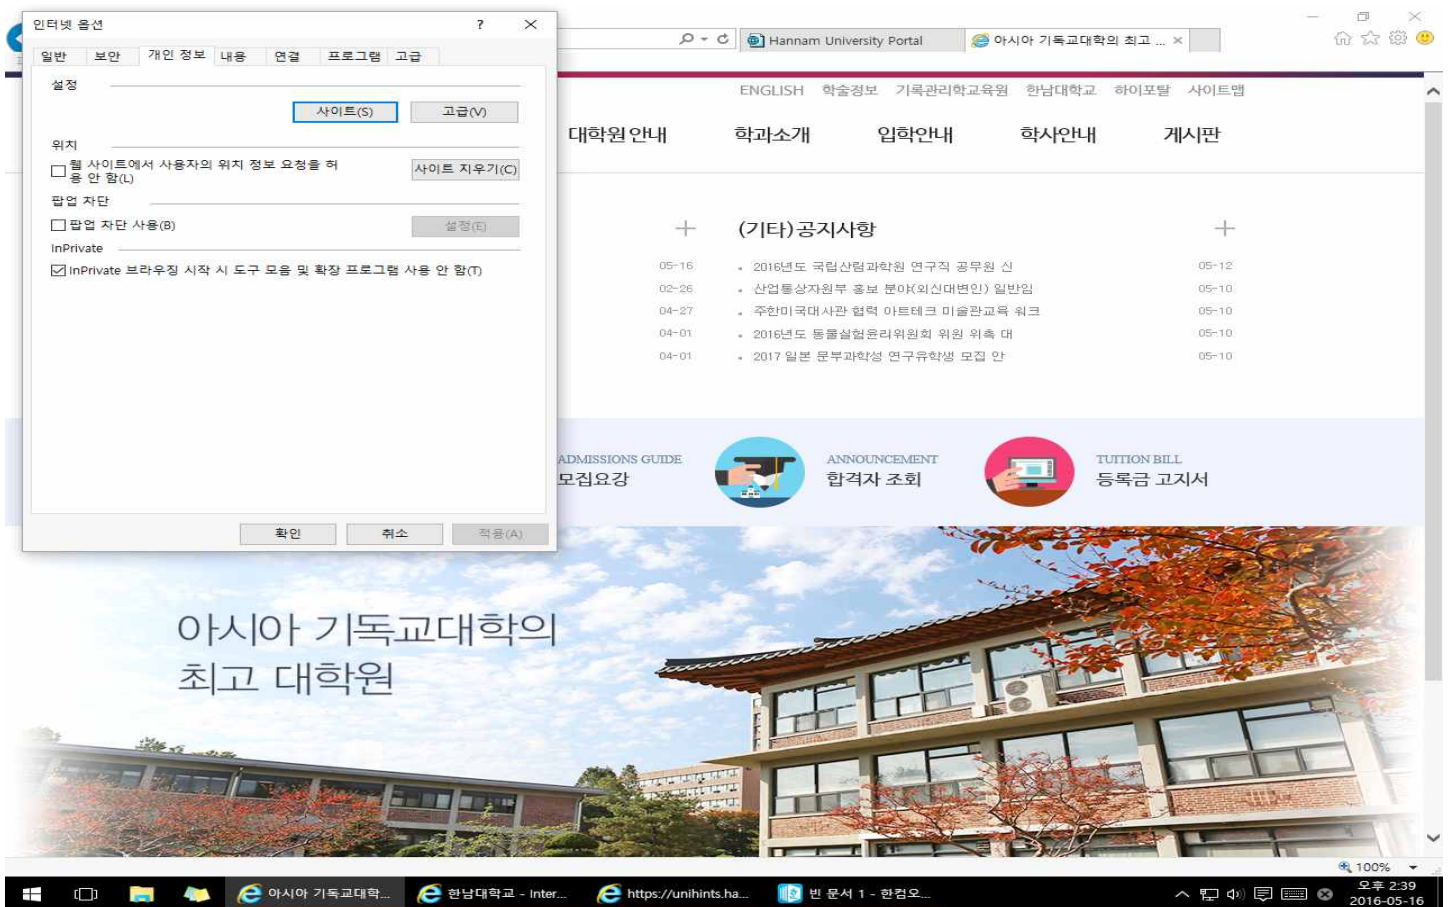 인터넷 옵션
? ×
일반 보안 개인 정보 내용 연결 프로그램 고급
설정
사이트(S) 고급(V)
위치
웹 사이트에서 사용자의 위치 정보 요청을 허
용 안 함(L)
사이트 지우기(C)
팝업 차단
팝업 차단 사용(B) 설정(E)
InPrivate
InPrivate 브라우징 시작 시 도구 모음 및 확장 프로그램 사용 안 함(T)
확인 취소 적용(A)
Hannam University Portal
아시아 기독교대학의 최고 ... ×
ENGLISH 학술정보 기록관리학교육원 한남대학교 하이포탈 사이트맵
대학원안내 학과소개 입학안내 학사안내 게시판
05-16
02-26
04-27
04-01
04-01
(기타)공지사항
2016년도 국립산림과학원 연구직 공무원 신 05-12
산업통상자원부 홍보 분야(외신대변인) 일반임 05-10
주한미국대사관 협력 아트테크 미술관교육 워크 05-10
2016년도 동물실험윤리위원회 위원 위촉 대 05-10
2017 일본 문부과학성 연구유학생 모집 안 05-10
ADMISSIONS GUIDE
모집요강
ANNOUNCEMENT
합격자 조회
TUITION BILL
등록금 고지서
아시아 기독교대학의
최고 대학원
100%
아시아 기독교대학...
한남대학교 - Inter...
https://unihints.ha...
빈 문서 1 - 한컴오...
오후 2:39
2016-05-16